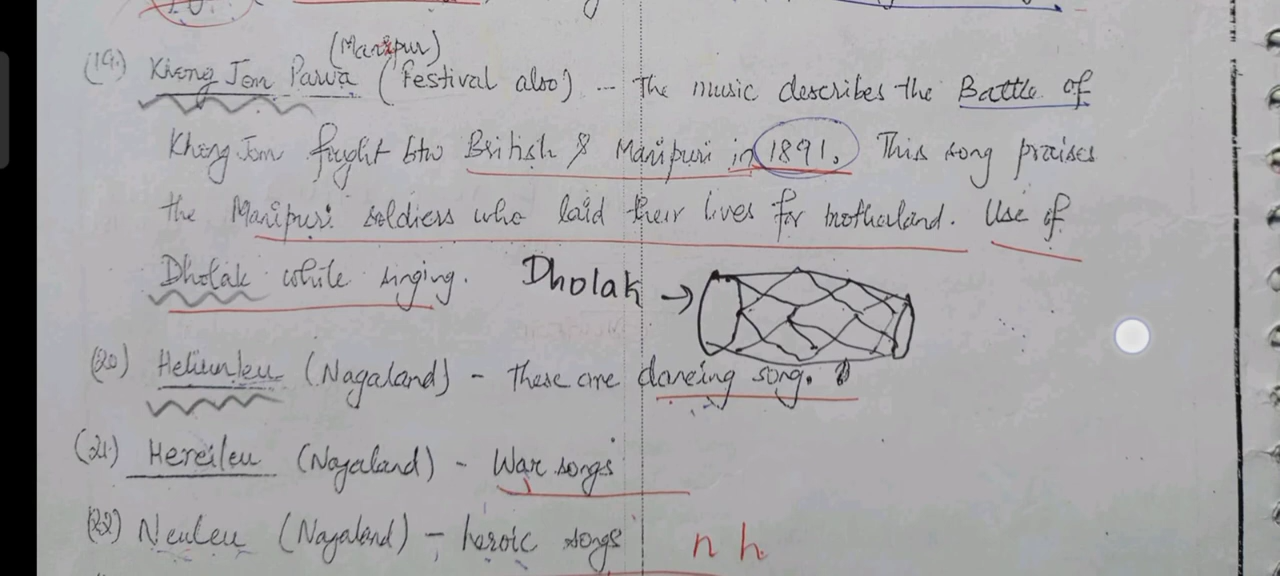 (Manipur)
(19.) Khong Jom Parva (Festival also) -- The music describes the Battle of
Khong Jom fought btw British & Manipuri in 1891. This song praises
the Manipuri soldiers who laid their lives for motherland. Use of
Dholak while singing. Dholak →
(20) Heliunleu (Nagaland) - These are dancing song.
(21.) Hereileu (Nagaland) - War songs
(22) Neuleu (Nagaland) - heroic songs n h